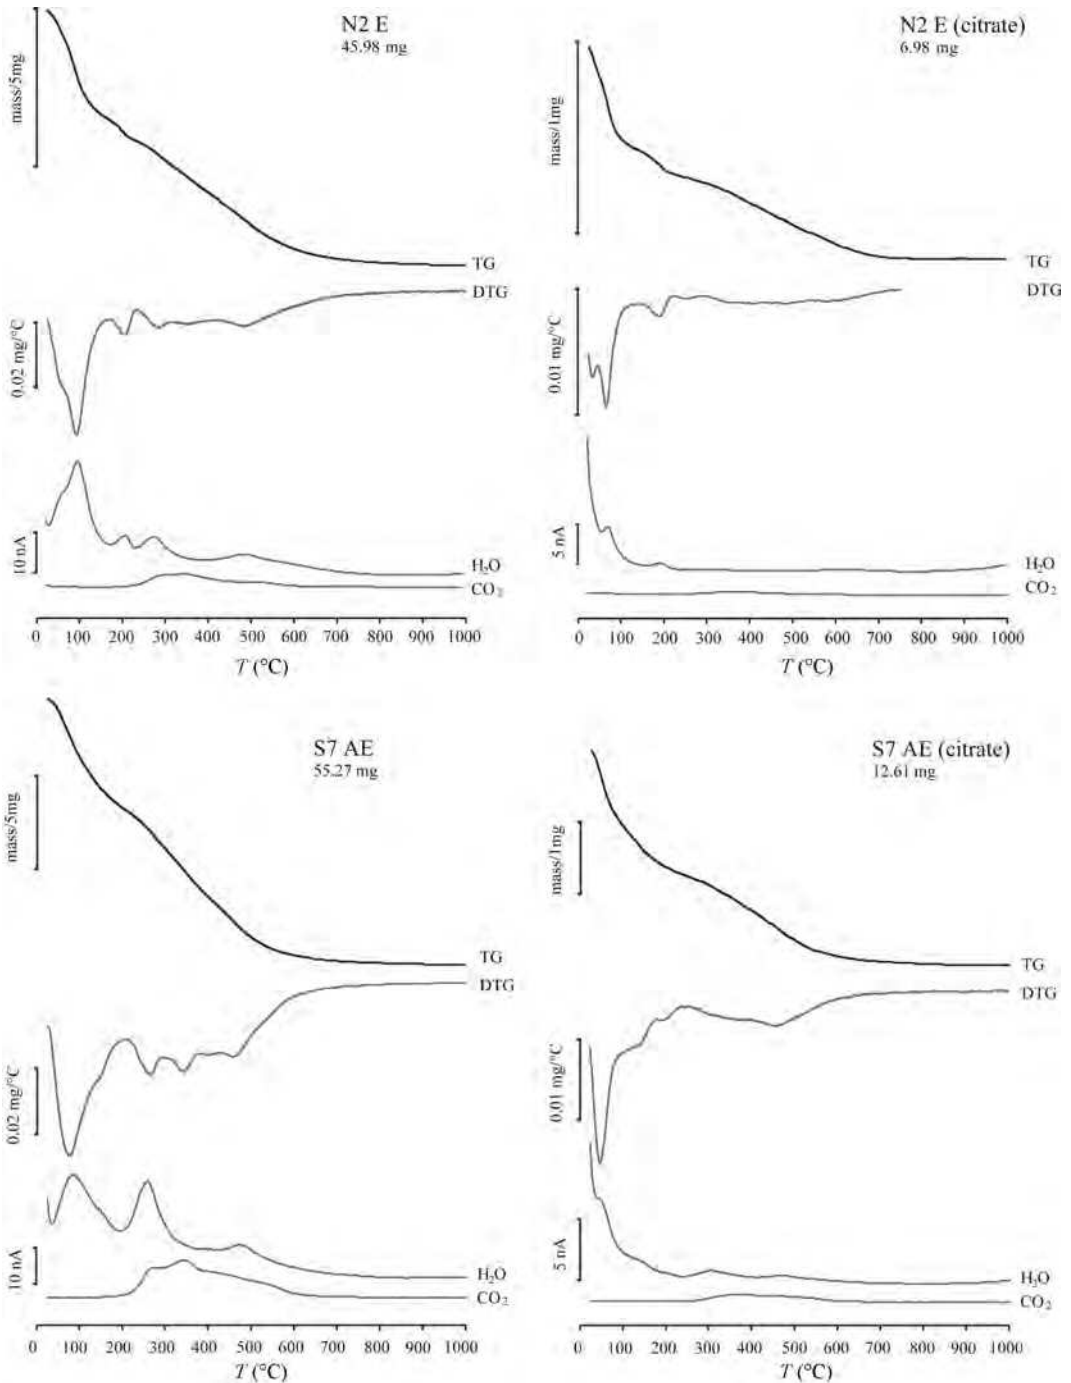 N2 E
45.98 mg
mass/5mg
TG
DTG
0.02 mg/°C
10 nA
H₂O
CO₂
0 100 200 300 400 500 600 700 800 900 1000
T (°C)
N2 E (citrate)
6.98 mg
mass/1mg
TG
DTG
0.01 mg/°C
5 nA
H₂O
CO₂
0 100 200 300 400 500 600 700 800 900 1000
T (°C)
S7 AE
55.27 mg
mass/5mg
TG
DTG
0.02 mg/°C
10 nA
H₂O
CO₂
0 100 200 300 400 500 600 700 800 900 1000
T (°C)
S7 AE (citrate)
12.61 mg
mass/1mg
TG
DTG
0.01 mg/°C
5 nA
H₂O
CO₂
0 100 200 300 400 500 600 700 800 900 1000
T (°C)